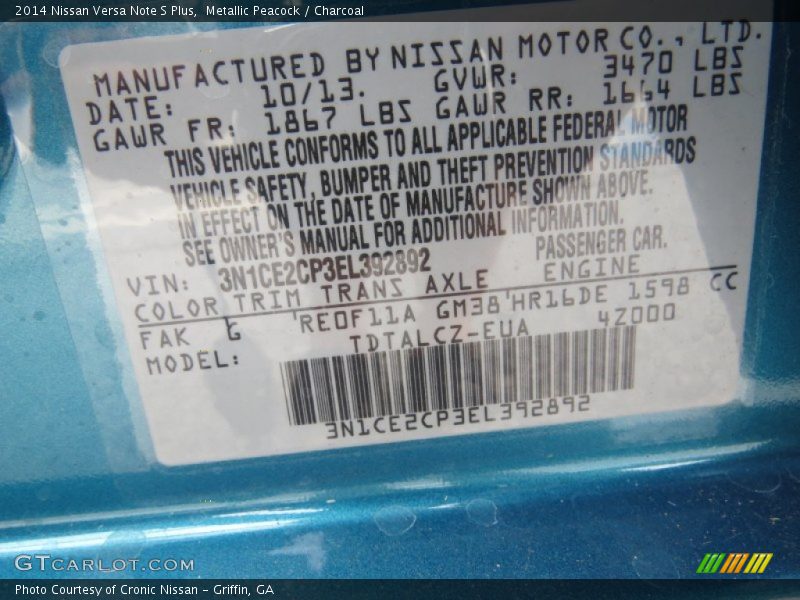 2014 Nissan Versa Note S Plus, Metallic Peacock / Charcoal
MANUFACTURED BY NISSAN MOTOR CO., LTD.
DATE: 10/13. GVWR: 3470 LBS
GAWR FR: 1867 LBS GAWR RR: 1664 LBS
THIS VEHICLE CONFORMS TO ALL APPLICABLE FEDERAL MOTOR
VEHICLE SAFETY, BUMPER AND THEFT PREVENTION STANDARDS
IN EFFECT ON THE DATE OF MANUFACTURE SHOWN ABOVE.
SEE OWNER'S MANUAL FOR ADDITIONAL INFORMATION.
VIN: 3N1CE2CP3EL392892 PASSENGER CAR.
COLOR TRIM TRANS AXLE ENGINE
FAK G RE0F11A GM38 HR16DE 1598 CC
MODEL: TDTALCZ-EUA 4Z000
3N1CE2CP3EL392892
GTCARLOT.COM
Photo Courtesy of Cronic Nissan - Griffin, GA